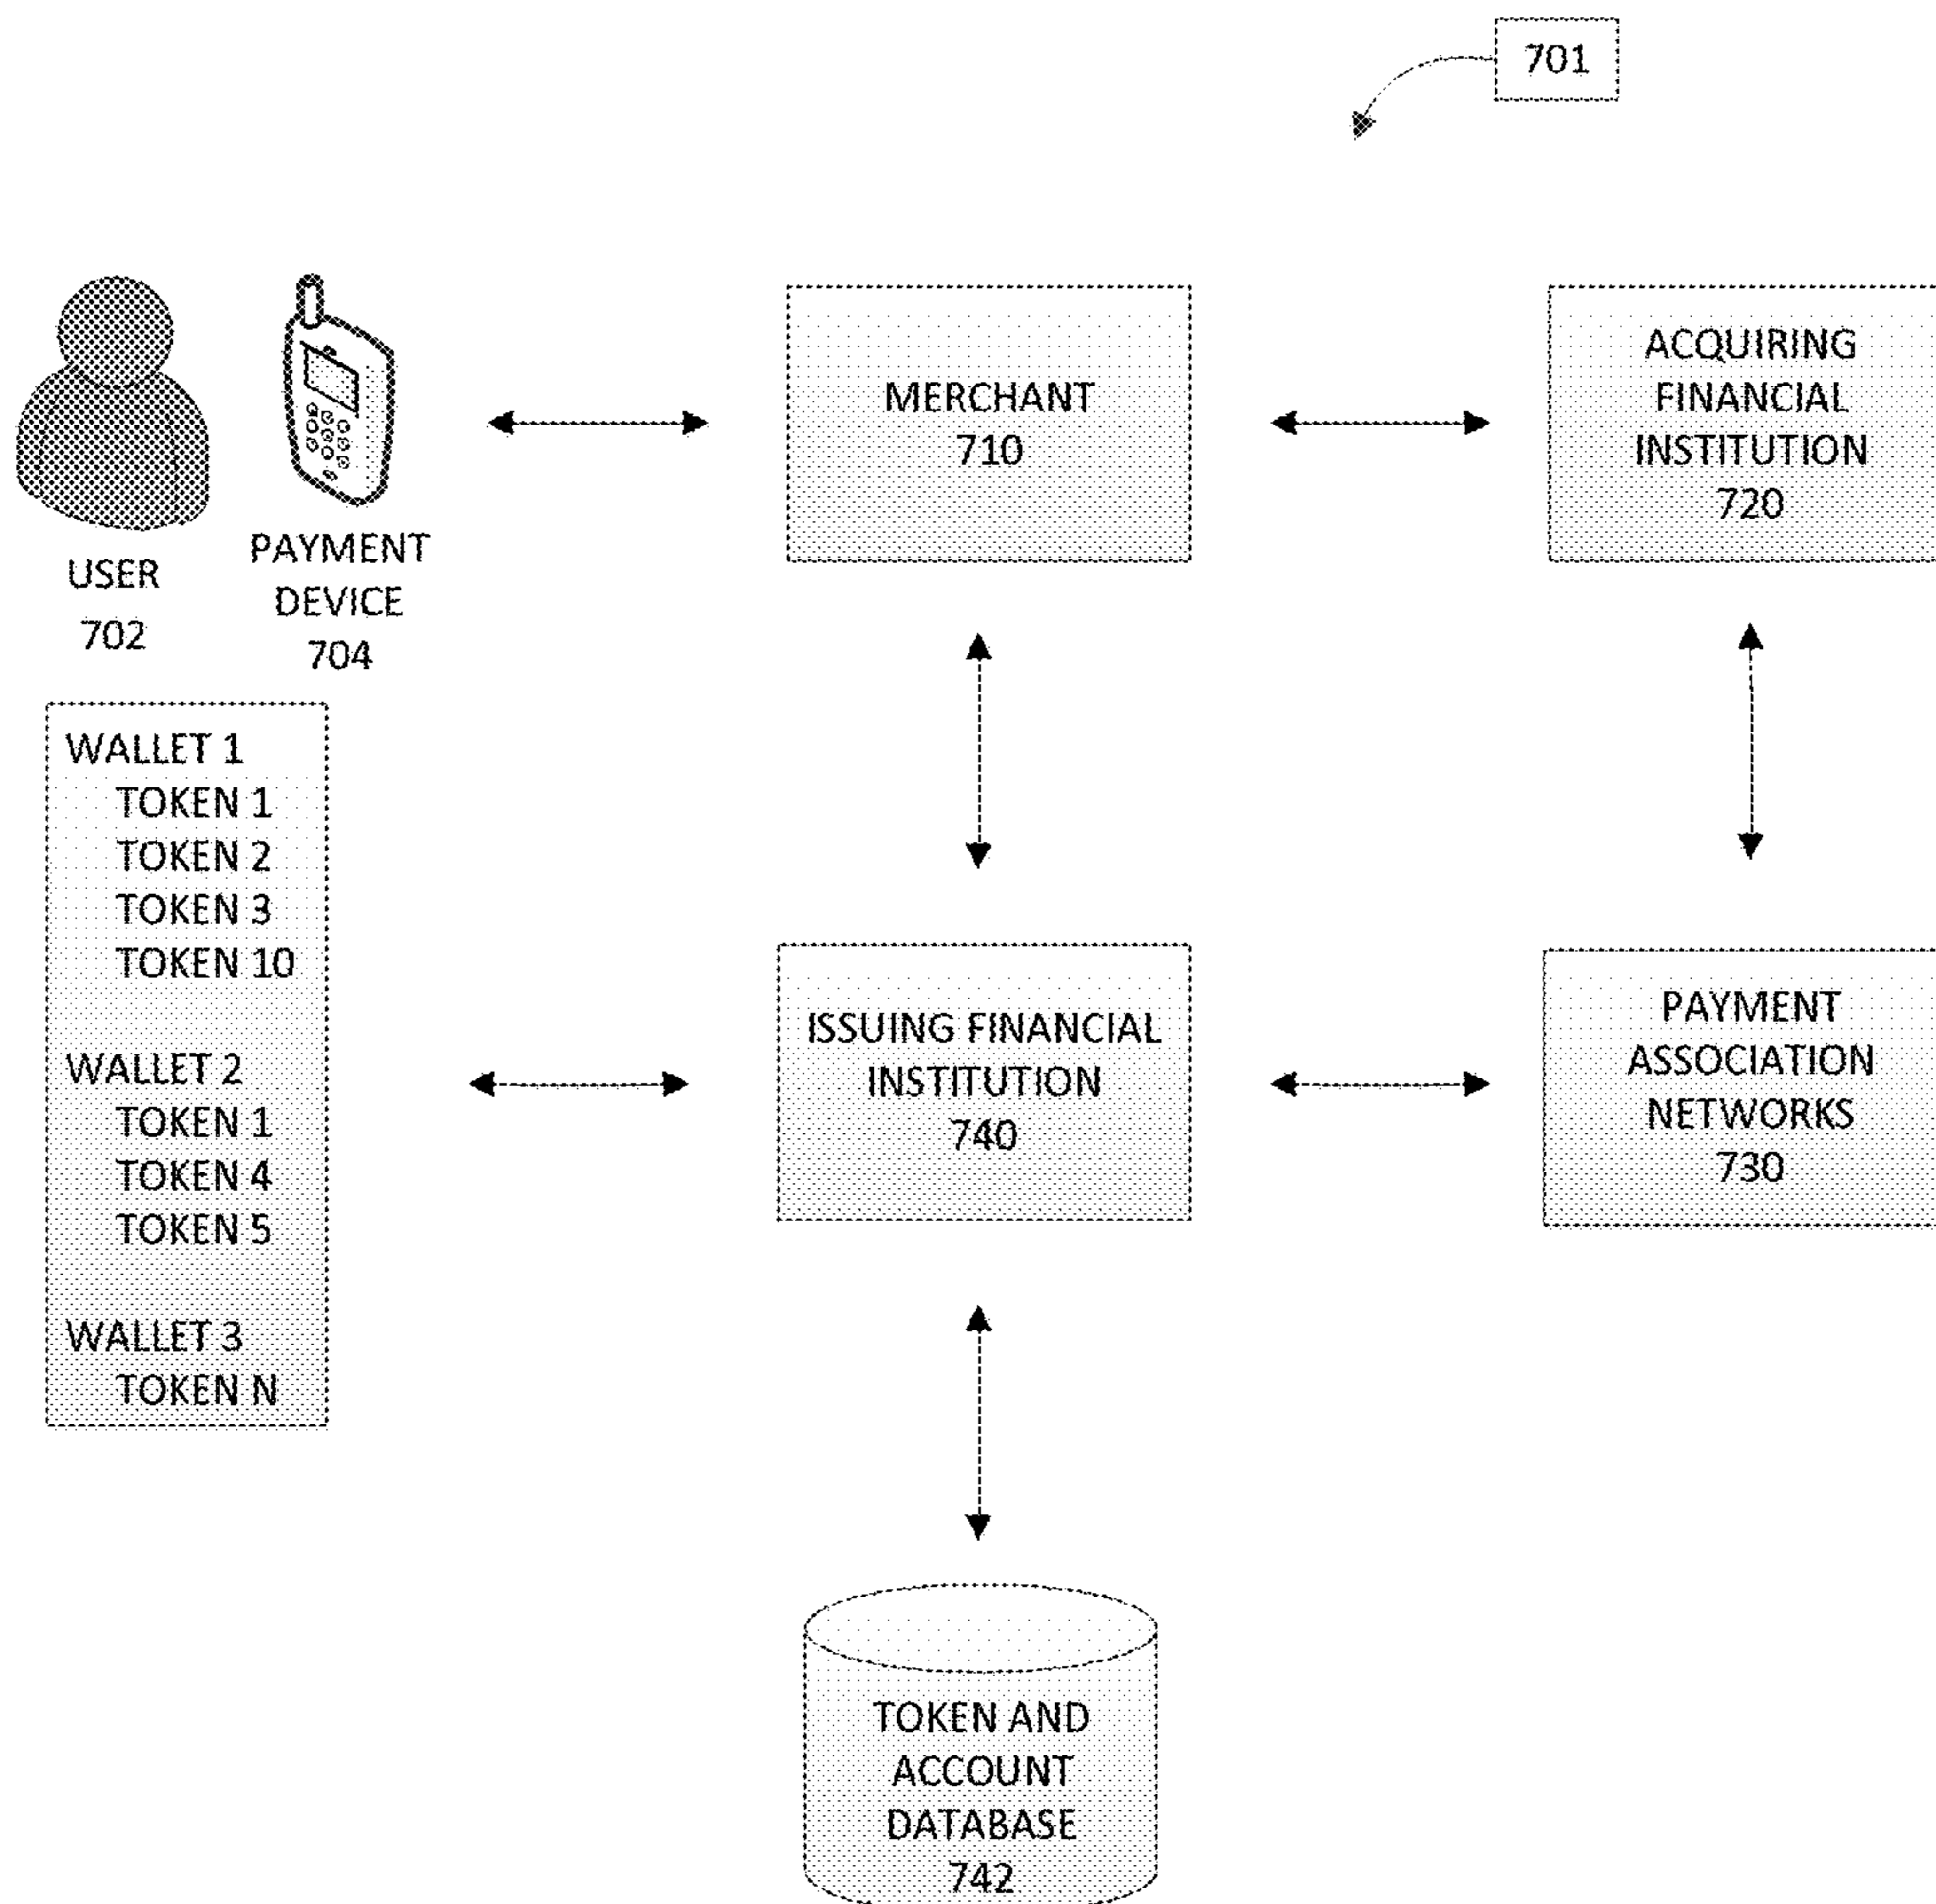 701
USER
702
PAYMENT
DEVICE
704
MERCHANT
710
ACQUIRING
FINANCIAL
INSTITUTION
720
WALLET 1
TOKEN 1
TOKEN 2
TOKEN 3
TOKEN 10
WALLET 2
TOKEN 1
TOKEN 4
TOKEN 5
WALLET 3
TOKEN N
ISSUING FINANCIAL
INSTITUTION
740
PAYMENT
ASSOCIATION
NETWORKS
730
TOKEN AND
ACCOUNT
DATABASE
742